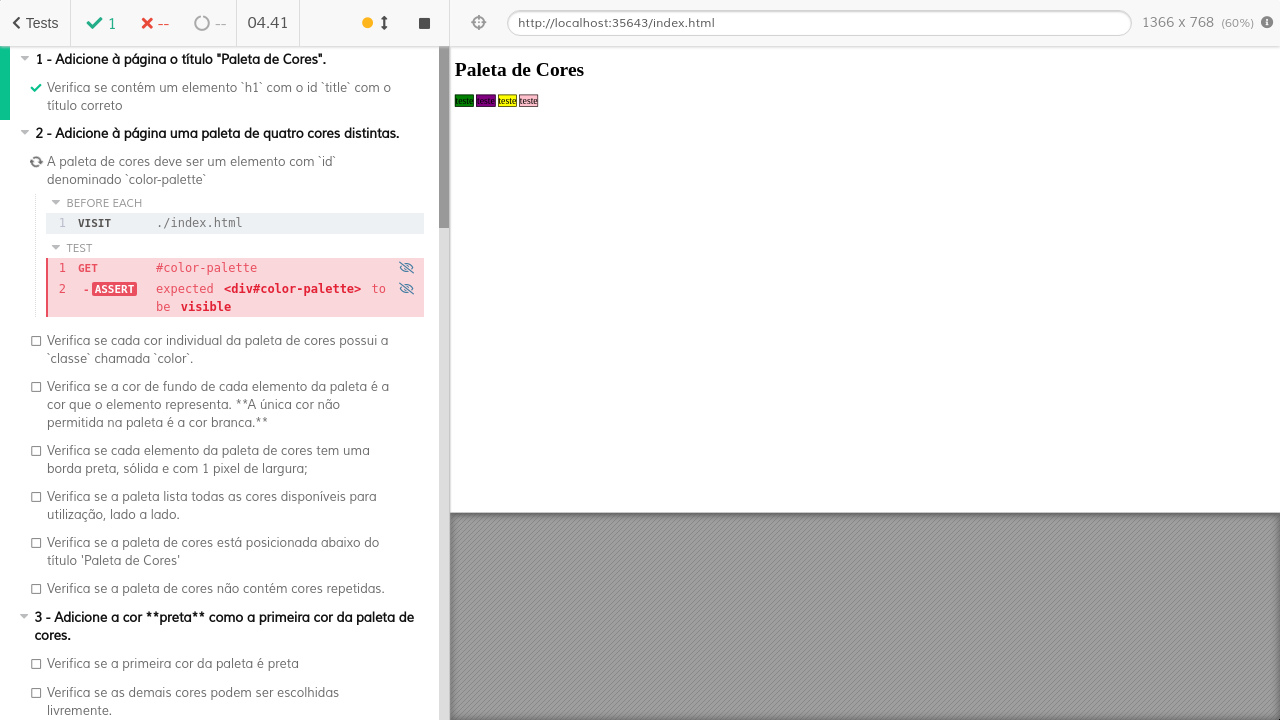 Tests
1
--
--
04.41
http://localhost:35643/index.html
1366 x 768 (60%)
1 - Adicione à página o título "Paleta de Cores".
Verifica se contém um elemento `h1` com o id `title` com o
título correto
2 - Adicione à página uma paleta de quatro cores distintas.
A paleta de cores deve ser um elemento com `id`
denominado `color-palette`
BEFORE EACH
1 VISIT ./index.html
TEST
1 GET #color-palette
2 -ASSERT expected <div#color-palette> to
be visible
Verifica se cada cor individual da paleta de cores possui a
`classe` chamada `color`.
Verifica se a cor de fundo de cada elemento da paleta é a
cor que o elemento representa. **A única cor não
permitida na paleta é a cor branca.**
Verifica se cada elemento da paleta de cores tem uma
borda preta, sólida e com 1 pixel de largura;
Verifica se a paleta lista todas as cores disponíveis para
utilização, lado a lado.
Verifica se a paleta de cores está posicionada abaixo do
título 'Paleta de Cores'
Verifica se a paleta de cores não contém cores repetidas.
3 - Adicione a cor **preta** como a primeira cor da paleta de
cores.
Verifica se a primeira cor da paleta é preta
Verifica se as demais cores podem ser escolhidas
livremente.
Paleta de Cores
teste teste teste teste